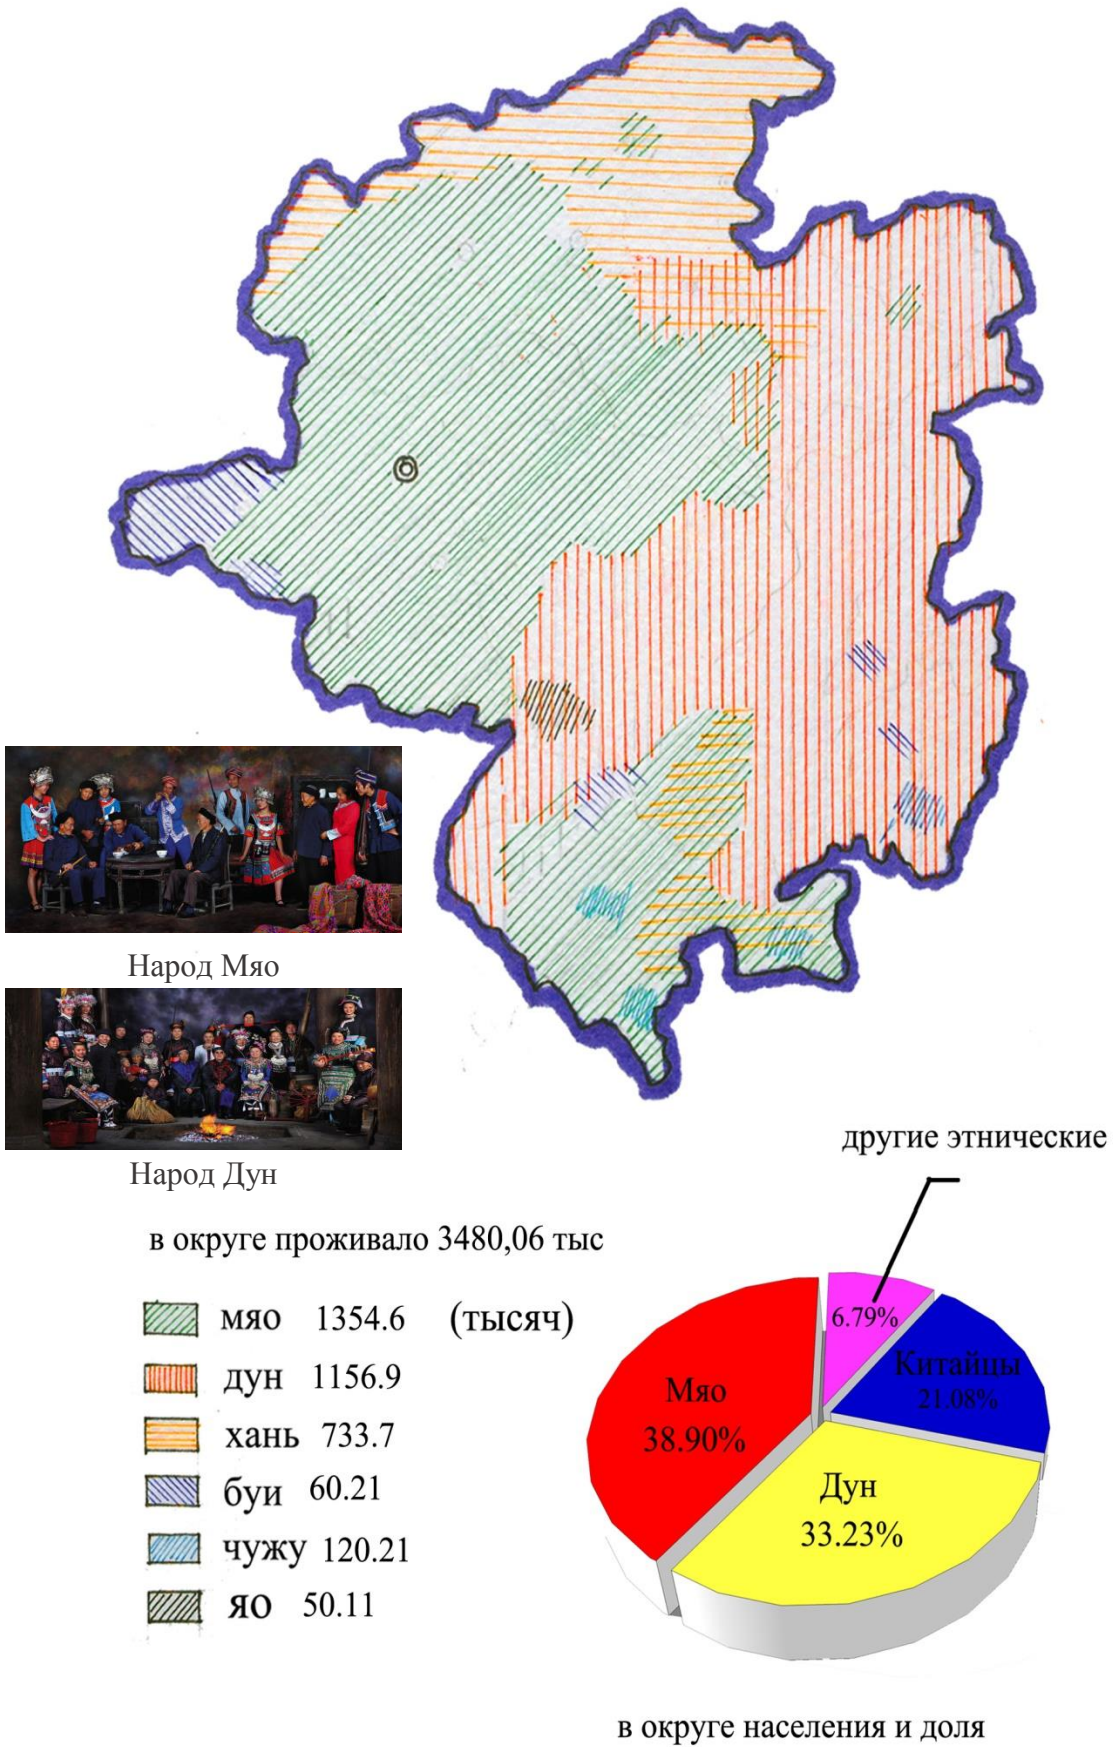 Народ Мяо
Народ Дун
другие этнические
в округе проживало 3480,06 тыс
мяо 1354.6 (тысяч)
дун 1156.9
хань 733.7
буи 60.21
чужу 120.21
яо 50.11
6.79%
Китайцы
21.08%
Мяо
38.90%
Дун
33.23%
в округе населения и доля